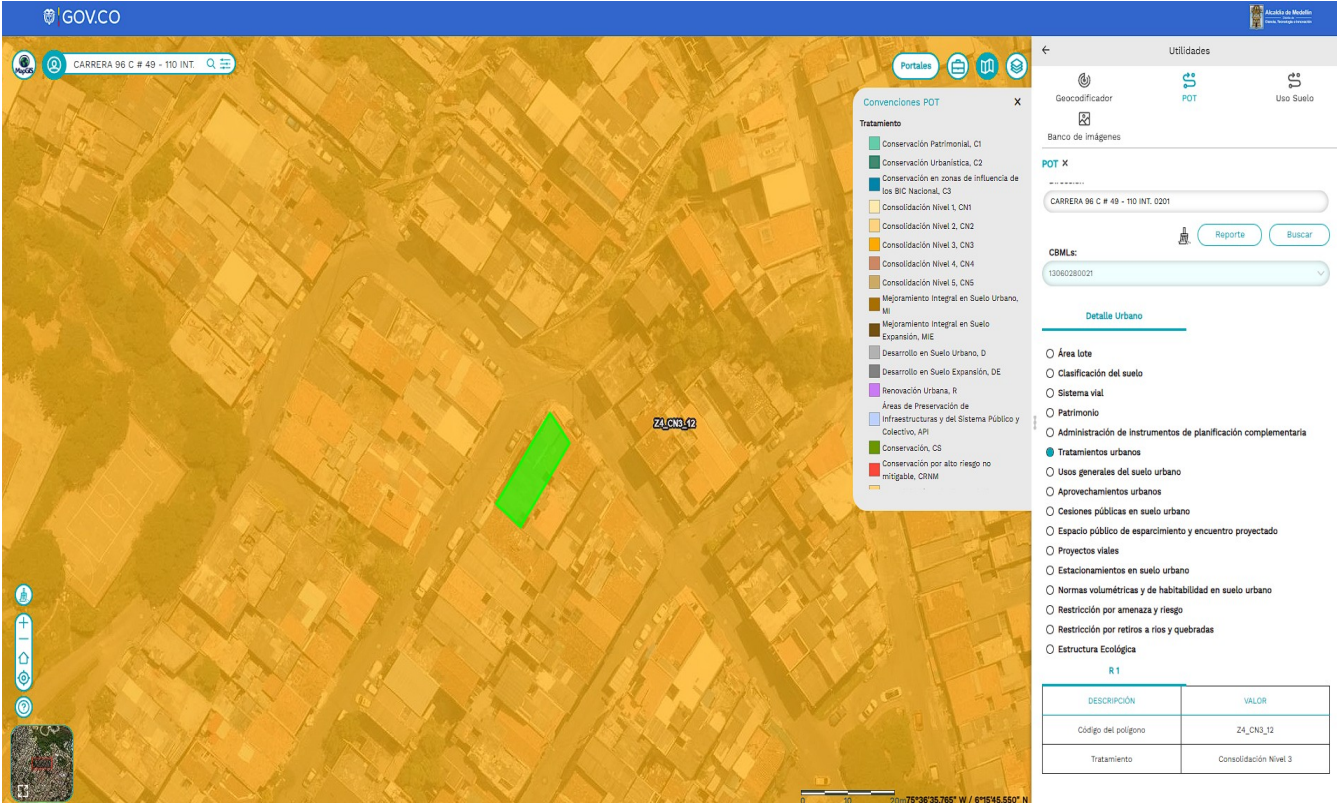 GOV.CO
Alcaldía de Medellín
MapGIS
CARRERA 96 C # 49 - 110 INT.
Portales
Convenciones POT
X
Tratamiento
Conservación Patrimonial, C1
Conservación Urbanística, C2
Conservación en zonas de influencia de
los BIC Nacional, C3
Consolidación Nivel 1, CN1
Consolidación Nivel 2, CN2
Consolidación Nivel 3, CN3
Consolidación Nivel 4, CN4
Consolidación Nivel 5, CN5
Mejoramiento Integral en Suelo Urbano,
MI
Mejoramiento Integral en Suelo
Expansión, MIE
Desarrollo en Suelo Urbano, D
Desarrollo en Suelo Expansión, DE
Renovación Urbana, R
Áreas de Preservación de
Infraestructuras y del Sistema Público y
Colectivo, API
Conservación, CS
Conservación por alto riesgo no
mitigable, CRNM
Z4_CN3_12
0 10 20m
75°36'35.765" W / 6°15'45.550" N
Utilidades
Geocodificador
POT
Uso Suelo
Banco de imágenes
POT X
CARRERA 96 C # 49 - 110 INT. 0201
Reporte
Buscar
CBMLs:
13060280021
Detalle Urbano
Área lote
Clasificación del suelo
Sistema vial
Patrimonio
Administración de instrumentos de planificación complementaria
Tratamientos urbanos
Usos generales del suelo urbano
Aprovechamientos urbanos
Cesiones públicas en suelo urbano
Espacio público de esparcimiento y encuentro proyectado
Proyectos viales
Estacionamientos en suelo urbano
Normas volumétricas y de habitabilidad en suelo urbano
Restricción por amenaza y riesgo
Restricción por retiros a rios y quebradas
Estructura Ecológica
R 1
DESCRIPCIÓN VALOR
Código del polígono Z4_CN3_12
Tratamiento Consolidación Nivel 3